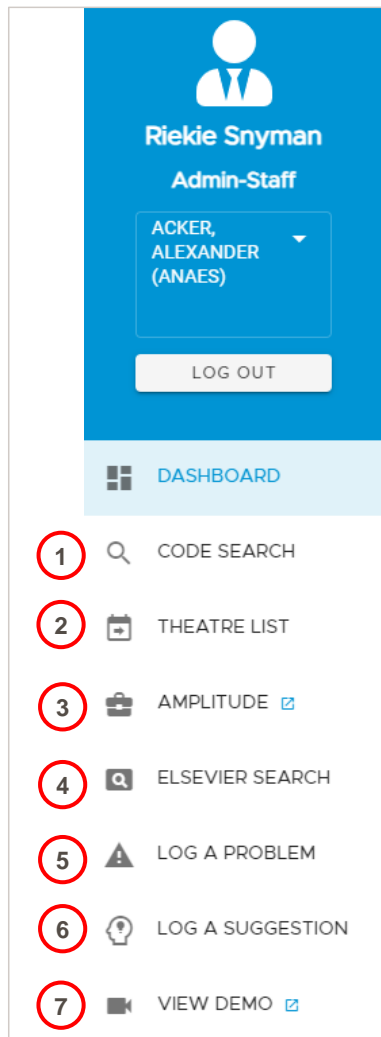 Riekie Snyman
Admin-Staff
ACKER,
ALEXANDER
(ANAES)
LOG OUT
DASHBOARD
1 CODE SEARCH
2 THEATRE LIST
3 AMPLITUDE
4 ELSEVIER SEARCH
5 LOG A PROBLEM
6 LOG A SUGGESTION
7 VIEW DEMO